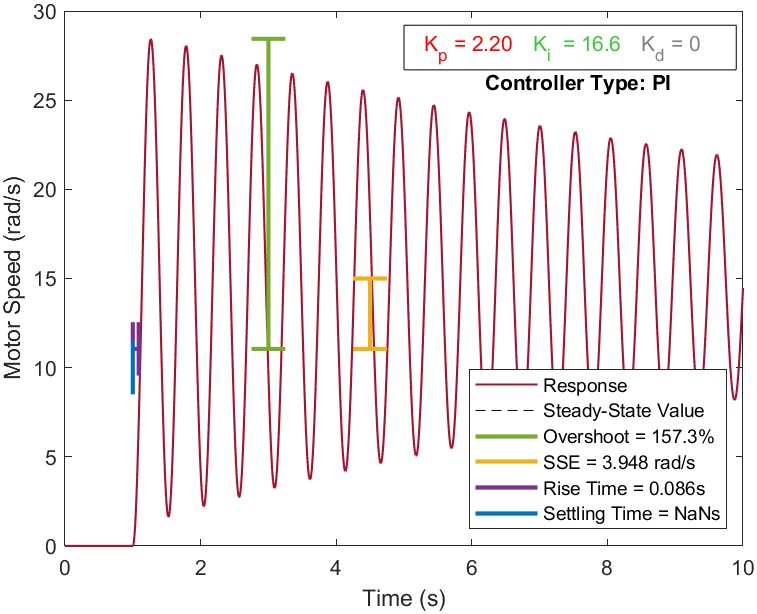 30
25
20
15
10
5
0
Motor Speed (rad/s)
Kp = 2.20 Ki = 16.6 Kd = 0
Controller Type: PI
Response
Steady-State Value
Overshoot = 157.3%
SSE = 3.948 rad/s
Rise Time = 0.086s
Settling Time = NaNs
0 2 4 6 8 10
Time (s)